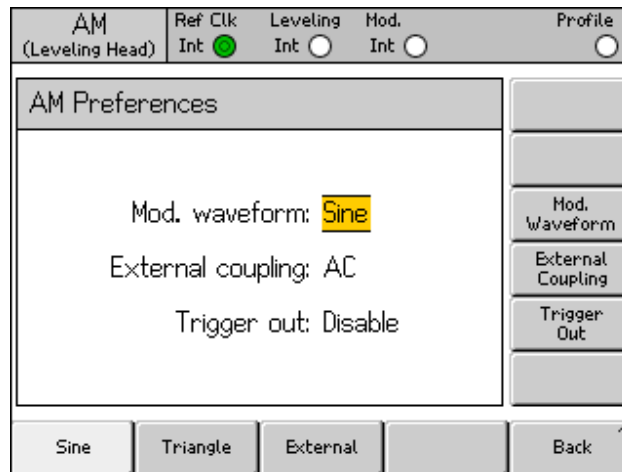 AM
(Leveling Head)
Ref Clk
Int
Leveling
Int
Mod.
Int
Profile
AM Preferences
Mod. waveform: Sine
External coupling: AC
Trigger out: Disable
Mod.
Waveform
External
Coupling
Trigger
Out
Sine
Triangle
External
Back